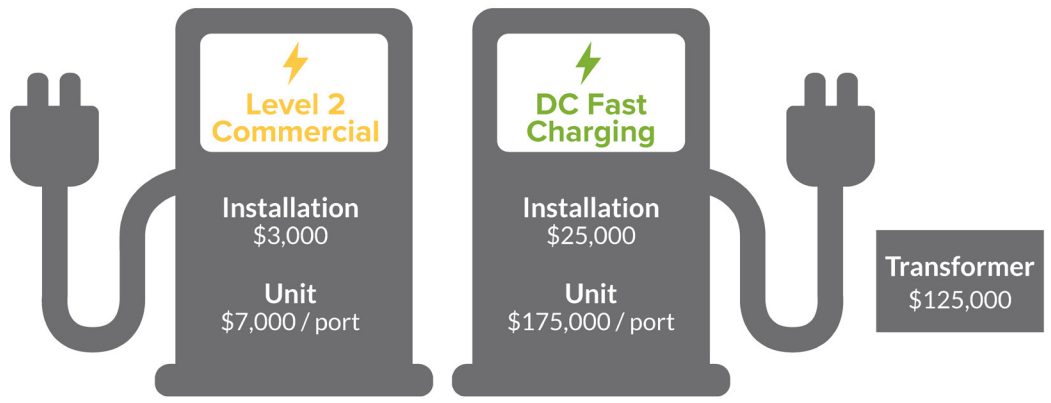 Level 2
Commercial
Installation
$3,000
Unit
$7,000 / port
DC Fast
Charging
Installation
$25,000
Unit
$175,000 / port
Transformer
$125,000